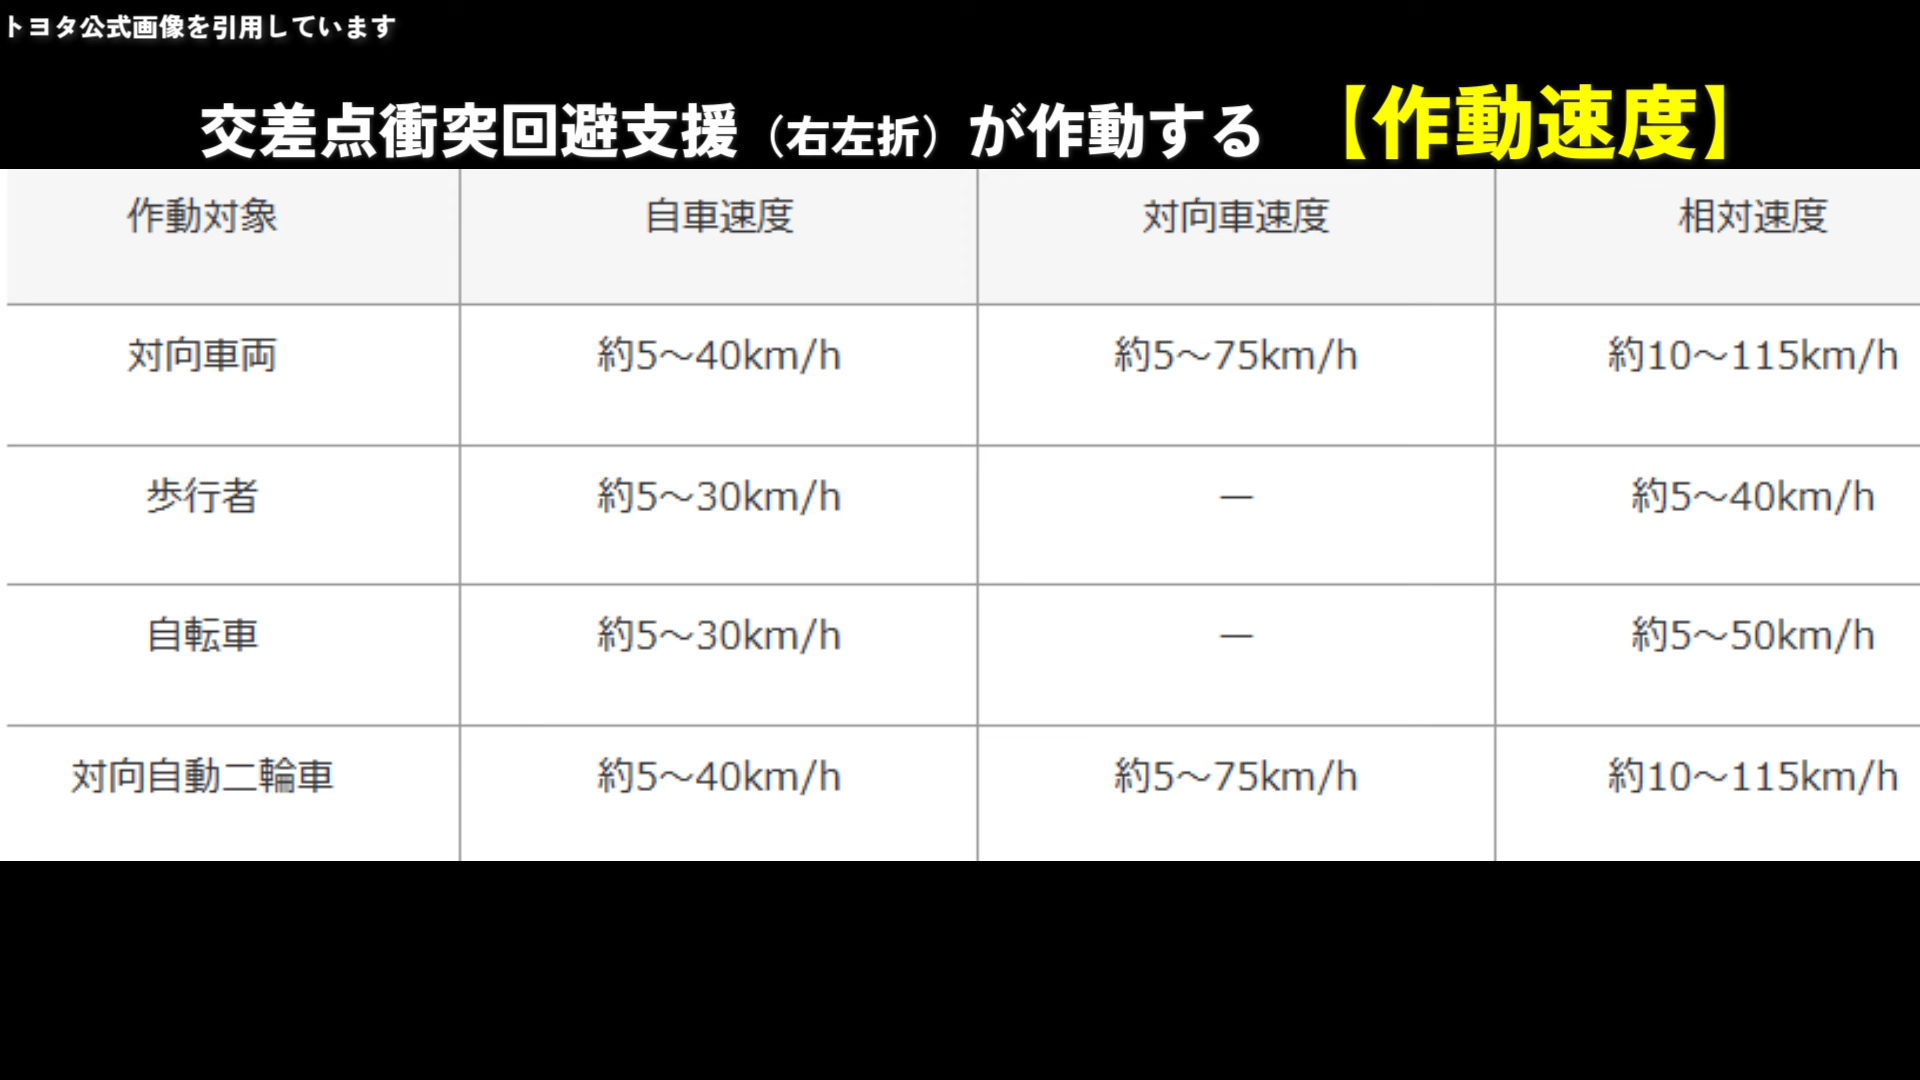 トヨタ公式画像を引用しています
交差点衝突回避支援（右左折）が作動する 【作動速度】
作動対象 自車速度 対向車速度 相対速度
対向車両 約5～40km/h 約5～75km/h 約10～115km/h
歩行者 約5～30km/h ― 約5～40km/h
自転車 約5～30km/h ― 約5～50km/h
対向自動二輪車 約5～40km/h 約5～75km/h 約10～115km/h